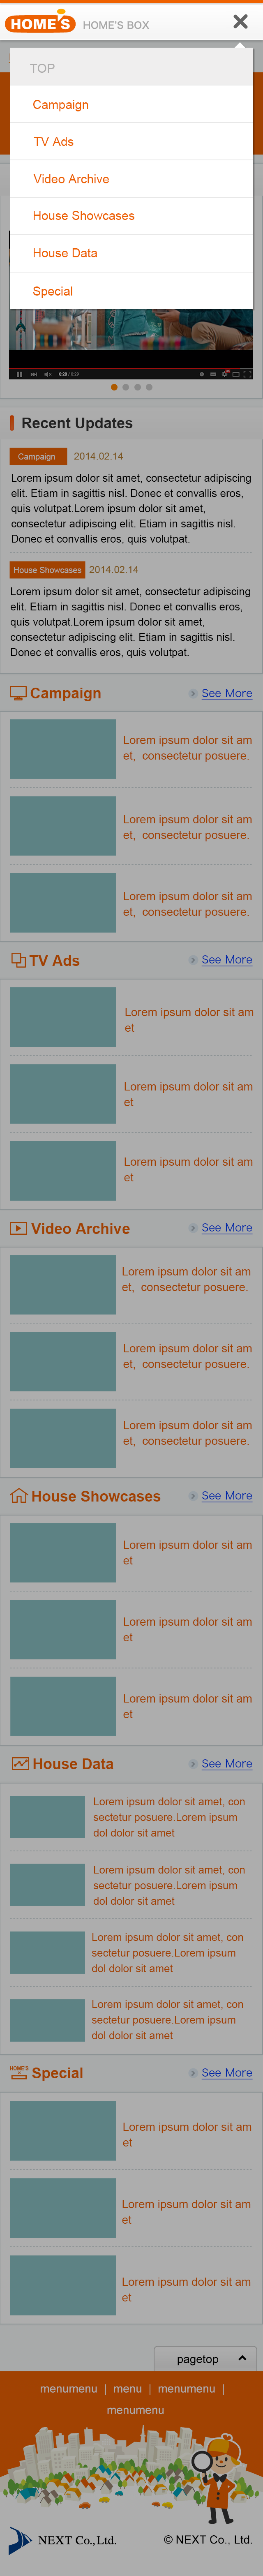 HOME'S HOME'S BOX
TOP
Campaign
TV Ads
Video Archive
House Showcases
House Data
Special
Recent Updates
Campaign 2014.02.14
Lorem ipsum dolor sit amet, consectetur adipiscing
elit. Etiam in sagittis nisl. Donec et convallis eros,
quis volutpat.Lorem ipsum dolor sit amet,
consectetur adipiscing elit. Etiam in sagittis nisl.
Donec et convallis eros, quis volutpat.
House Showcases 2014.02.14
Lorem ipsum dolor sit amet, consectetur adipiscing
elit. Etiam in sagittis nisl. Donec et convallis eros,
quis volutpat.Lorem ipsum dolor sit amet,
consectetur adipiscing elit. Etiam in sagittis nisl.
Donec et convallis eros, quis volutpat.
Campaign See More
Lorem ipsum dolor sit am
et, consectetur posuere.
Lorem ipsum dolor sit am
et, consectetur posuere.
Lorem ipsum dolor sit am
et, consectetur posuere.
TV Ads See More
Lorem ipsum dolor sit am
et
Lorem ipsum dolor sit am
et
Lorem ipsum dolor sit am
et
Video Archive See More
Lorem ipsum dolor sit am
et, consectetur posuere.
Lorem ipsum dolor sit am
et, consectetur posuere.
Lorem ipsum dolor sit am
et, consectetur posuere.
House Showcases See More
Lorem ipsum dolor sit am
et
Lorem ipsum dolor sit am
et
Lorem ipsum dolor sit am
et
House Data See More
Lorem ipsum dolor sit amet, con
sectetur posuere.Lorem ipsum
dol dolor sit amet
Lorem ipsum dolor sit amet, con
sectetur posuere.Lorem ipsum
dol dolor sit amet
Lorem ipsum dolor sit amet, con
sectetur posuere.Lorem ipsum
dol dolor sit amet
Lorem ipsum dolor sit amet, con
sectetur posuere.Lorem ipsum
dol dolor sit amet
HOME'S Special See More
Lorem ipsum dolor sit am
et
Lorem ipsum dolor sit am
et
Lorem ipsum dolor sit am
et
pagetop
menumenu | menu | menumenu |
menumenu
NEXT Co., Ltd. © NEXT Co., Ltd.